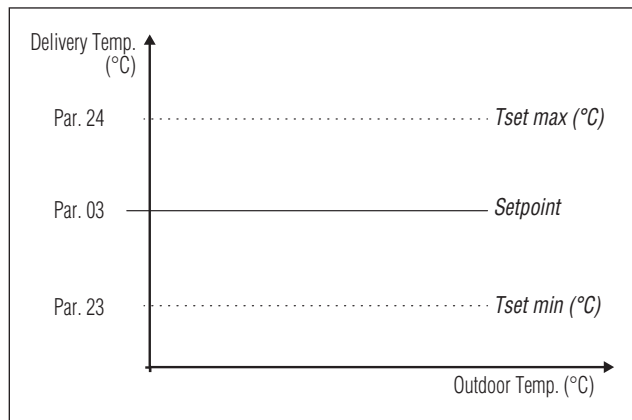 Delivery Temp.
(°C)
Par. 24
Tset max (°C)
Par. 03
Setpoint
Par. 23
Tset min (°C)
Outdoor Temp. (°C)